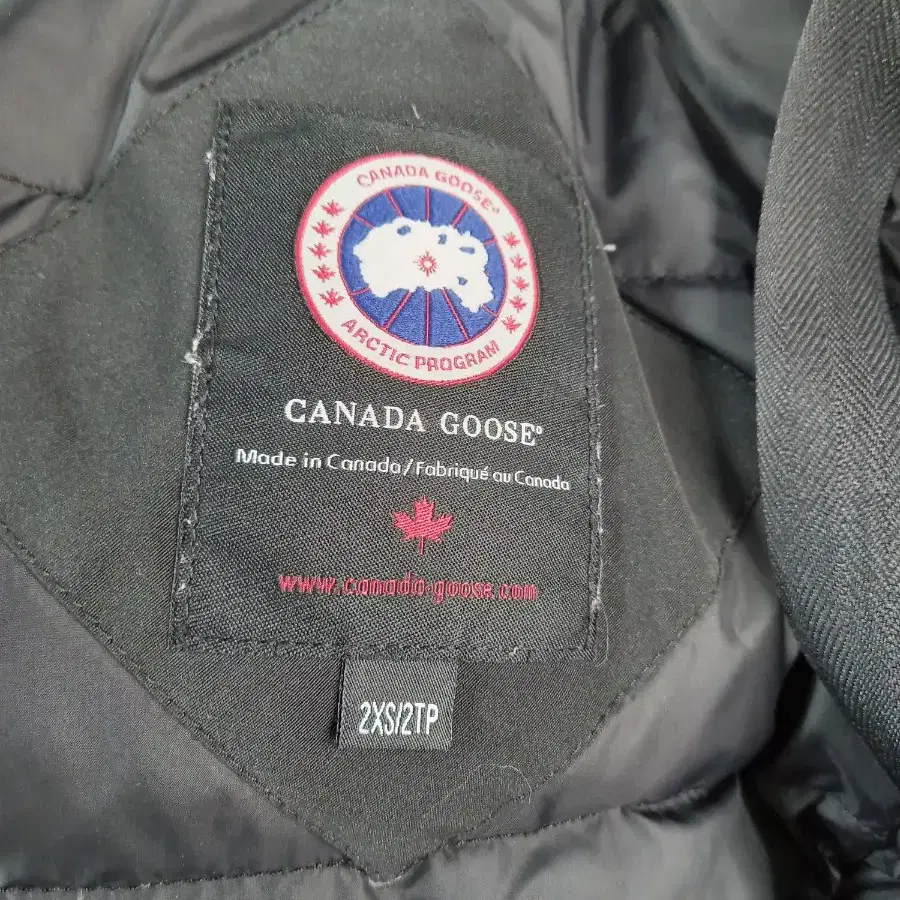 CANADA GOOSE®
ARCTIC PROGRAM
CANADA GOOSE®
Made in Canada/Fabriqué au Canada
www.canada-goose.com
2XS/2TP